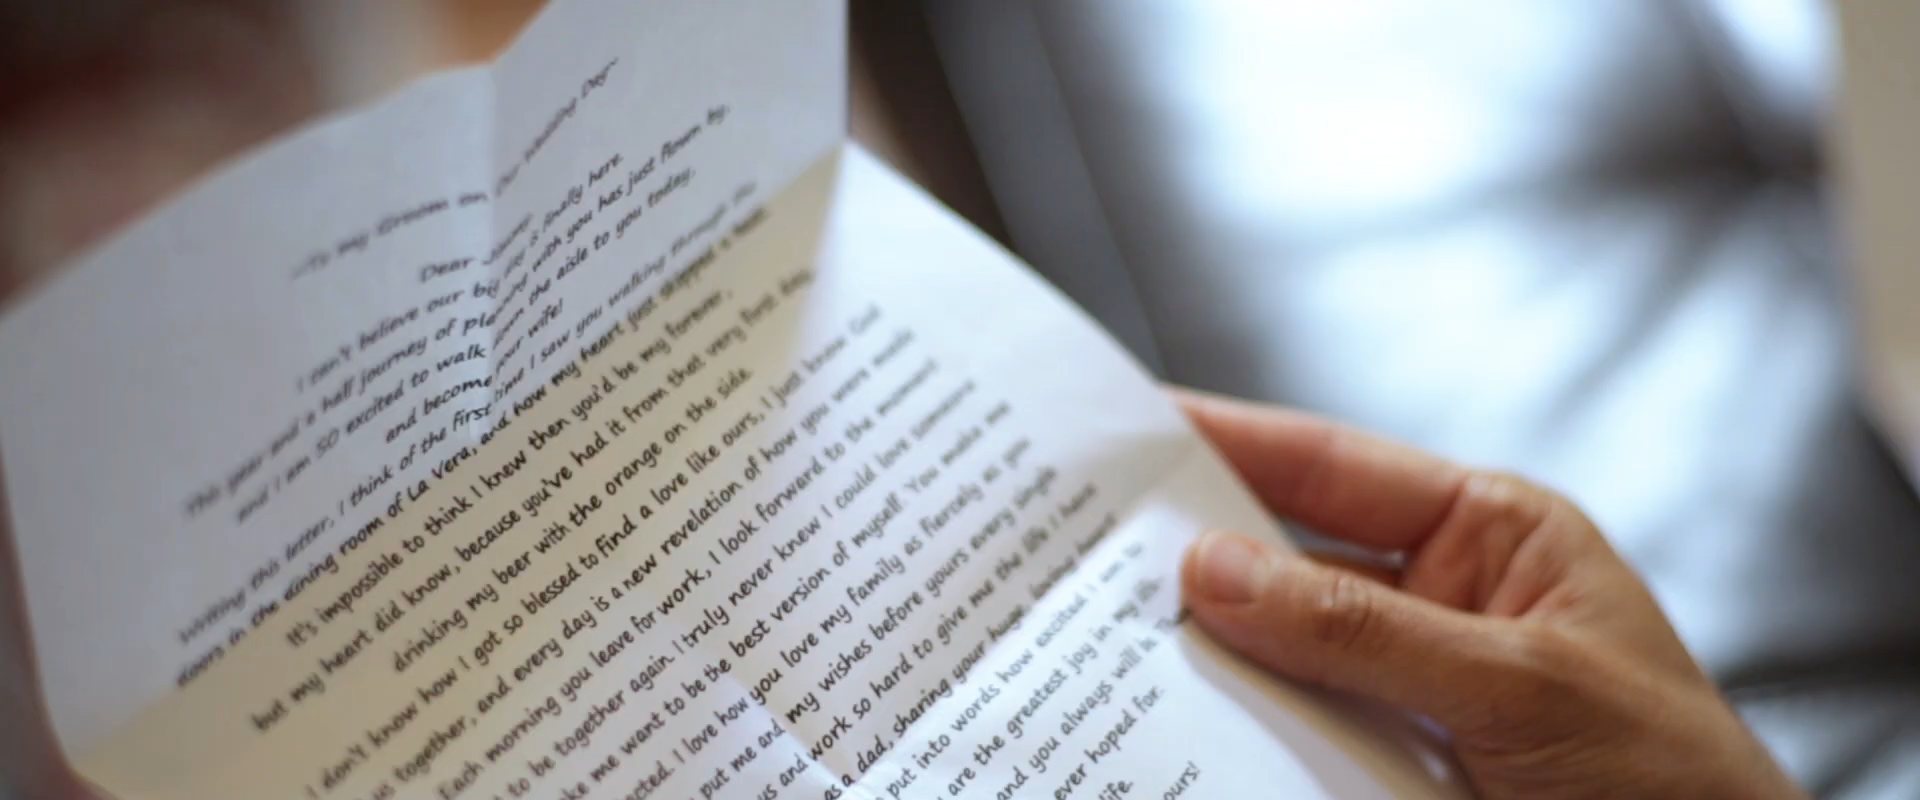 ~To My Groom on Our Wedding Day~
Dear
I can't believe our big day is finally here.
This year and a half journey of planning with you has just flown by.
and I am SO excited to walk down the aisle to you today,
and become your wife!
Writing this letter, I think of the first time I saw you walking through the
doors in the dining room of La Vera, and how my heart just skipped a beat.
It's impossible to think I knew then you'd be my forever,
but my heart did know, because you've had it from that very first day,
drinking my beer with the orange on the side.
I don't know how I got so blessed to find a love like ours, I just know God
us together, and every day is a new revelation of how you were made
Each morning you leave for work, I look forward to the moment
to be together again. I truly never knew I could love someone
me want to be the best version of myself. You make me
I love how you love my family as fiercely as you
put me and my wishes before yours every single
us and work so hard to give me the life I have
as a dad, sharing your huge, loving heart
put into words how excited I am to
are the greatest joy in my life.
and you always will be.
ever hoped for.
life.
yours!